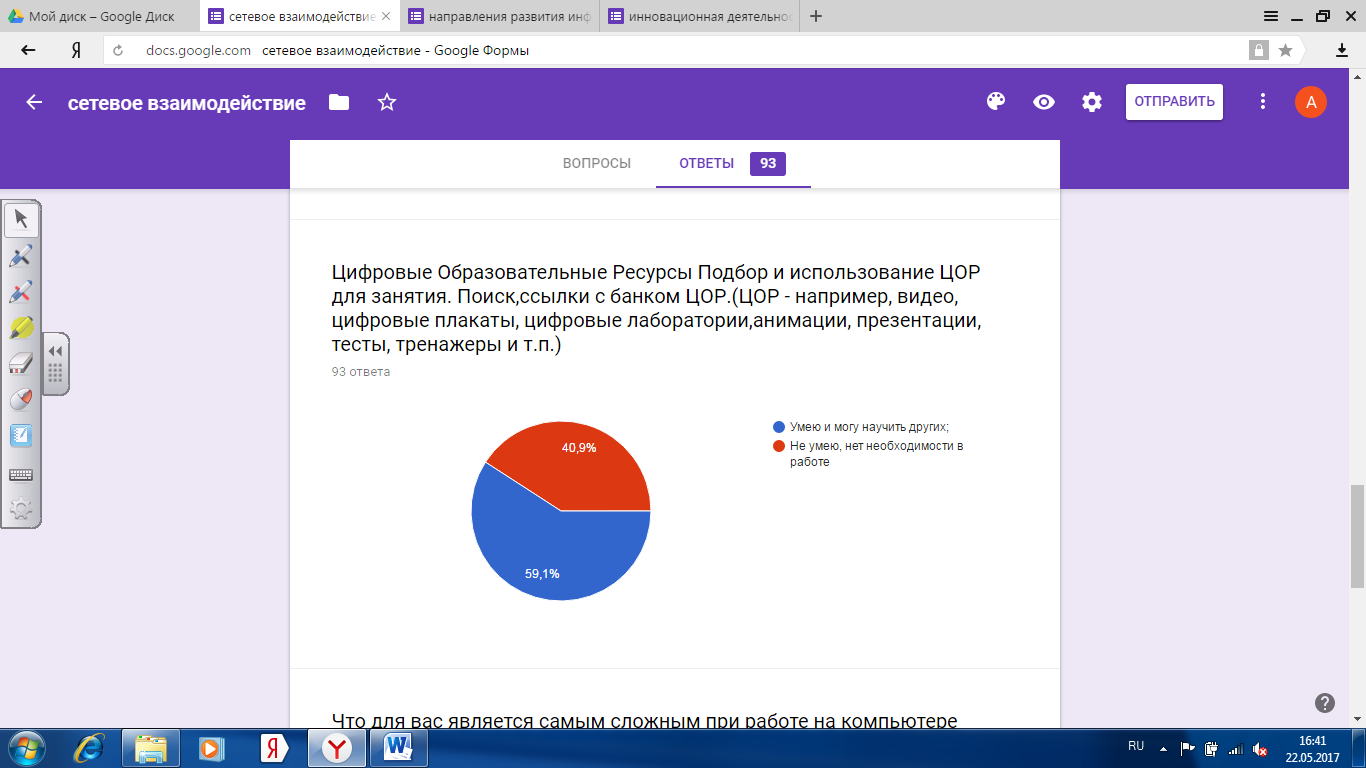 Мой диск – Google Диск
сетевое взаимодействие
направления развития инф
инновационная деятельнос
docs.google.com сетевое взаимодействие - Google Формы
сетевое взаимодействие
ОТПРАВИТЬ
А
ВОПРОСЫ
ОТВЕТЫ 93
Цифровые Образовательные Ресурсы Подбор и использование ЦОР
для занятия. Поиск,ссылки с банком ЦОР.(ЦОР - например, видео,
цифровые плакаты, цифровые лаборатории,анимации, презентации,
тесты, тренажеры и т.п.)
93 ответа
40,9%
59,1%
Умею и могу научить других;
Не умею, нет необходимости в
работе
Что для вас является самым сложным при работе на компьютере
RU
16:41
22.05.2017